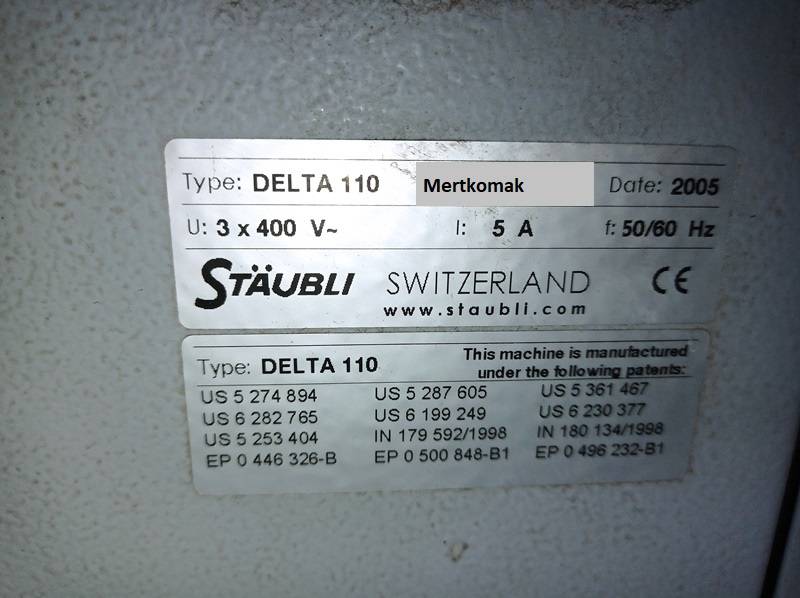 Type: DELTA 110 Mertkomak Date: 2005
U: 3 x 400 V~ I: 5 A f: 50/60 Hz
STÄUBLI SWITZERLAND CE
www.staubli.com
Type: DELTA 110 This machine is manufactured
under the following patents:
US 5 274 894 US 5 287 605 US 5 361 467
US 6 282 765 US 6 199 249 US 6 230 377
US 5 253 404 IN 179 592/1998 IN 180 134/1998
EP 0 446 326-B EP 0 500 848-B1 EP 0 496 232-B1